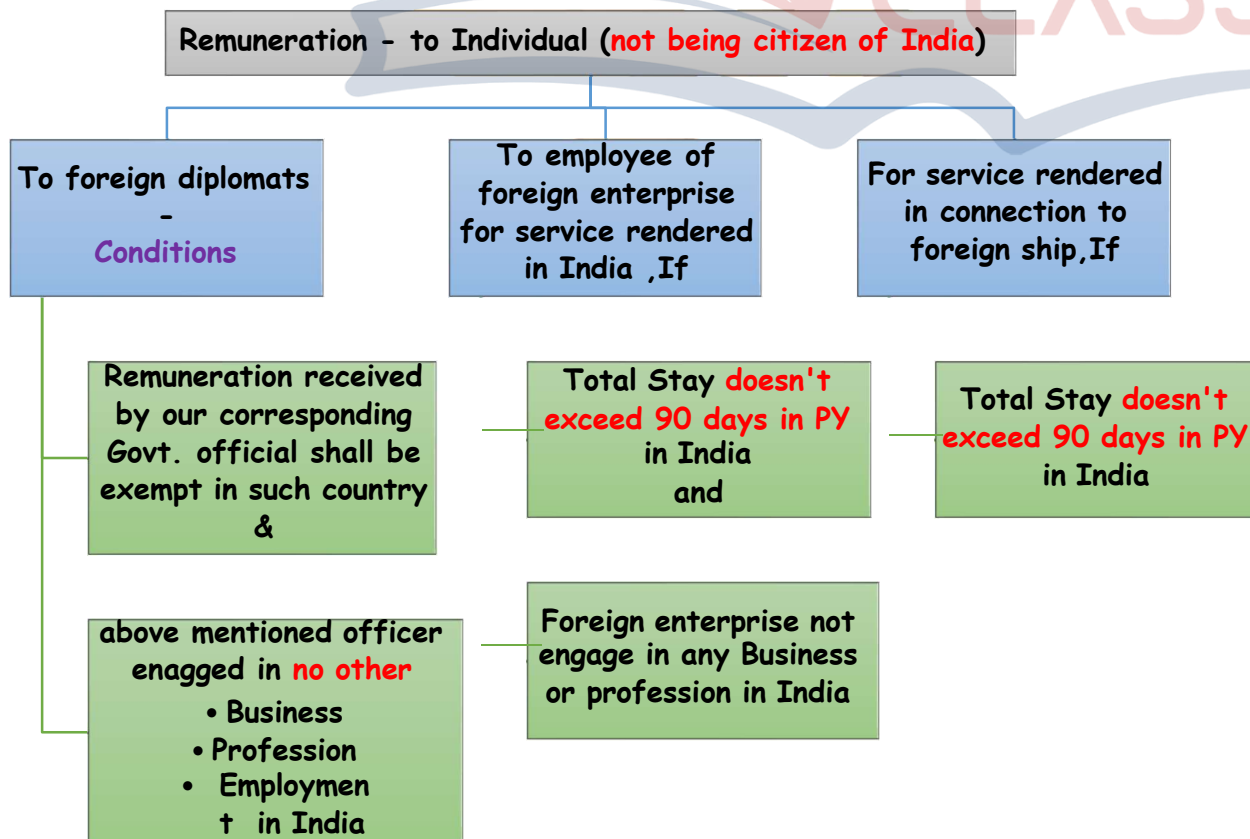 CLASS
Remuneration - to Individual (not being citizen of India)
To foreign diplomats
-
Conditions
To employee of
foreign enterprise
for service rendered
in India ,If
For service rendered
in connection to
foreign ship,If
Remuneration received
by our corresponding
Govt. official shall be
exempt in such country
&
Total Stay doesn't
exceed 90 days in PY
in India
and
Total Stay doesn't
exceed 90 days in PY
in India
above mentioned officer
enagged in no other
• Business
• Profession
• Employmen
t in India
Foreign enterprise not
engage in any Business
or profession in India